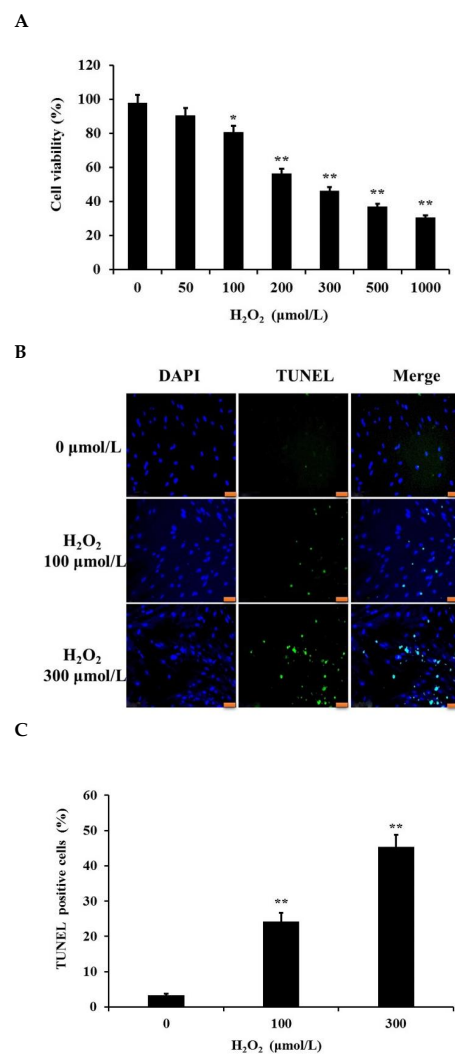 A
Cell viability (%)
120
100
80
60
40
20
0
*
**
**
**
**
0 50 100 200 300 500 1000
H₂O₂ (μmol/L)
B
DAPI TUNEL Merge
0 μmol/L
H₂O₂
100 μmol/L
H₂O₂
300 μmol/L
C
TUNEL positive cells (%)
60
50
40
30
20
10
0
**
**
0 100 300
H₂O₂ (μmol/L)